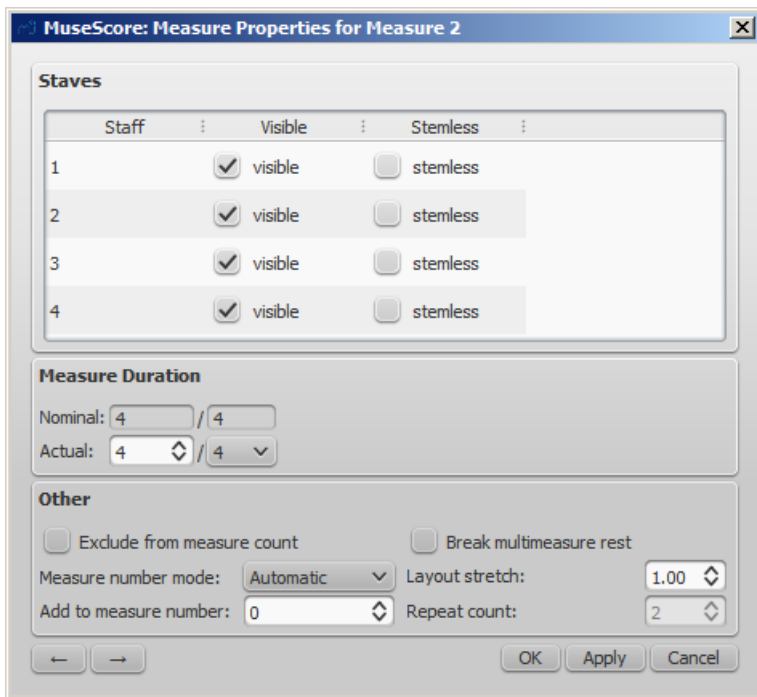 MuseScore: Measure Properties for Measure 2
Staves
Staff Visible Stemless
1 visible stemless
2 visible stemless
3 visible stemless
4 visible stemless
Measure Duration
Nominal: 4 / 4
Actual: 4 / 4
Other
Exclude from measure count Break multimeasure rest
Measure number mode: Automatic Layout stretch: 1.00
Add to measure number: 0 Repeat count: 2
← → OK Apply Cancel